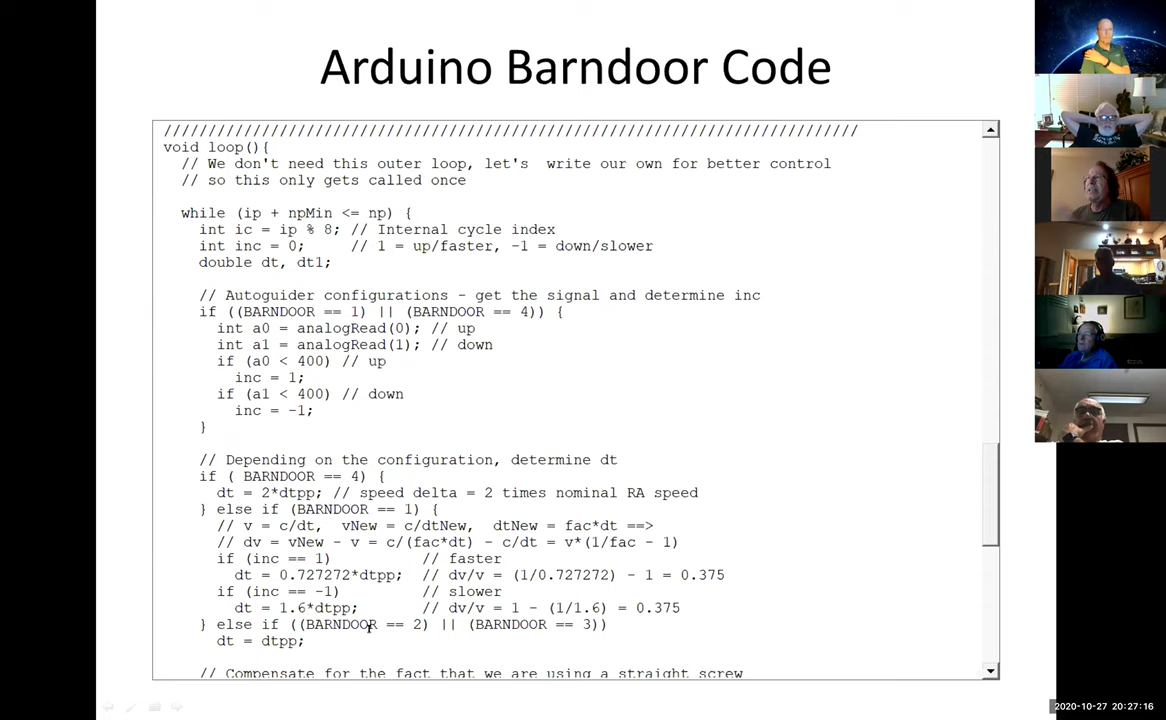 Arduino Barndoor Code
//////////////////////////////////////////////////////////////////////////////
void loop(){
// We don't need this outer loop, let's  write our own for better control
// so this only gets called once
while (ip + npMin <= np) {
int ic = ip % 8; // Internal cycle index
int inc = 0;     // 1 = up/faster, -1 = down/slower
double dt, dt1;
// Autoguider configurations - get the signal and determine inc
if ((BARNDOOR == 1) || (BARNDOOR == 4)) {
int a0 = analogRead(0); // up
int a1 = analogRead(1); // down
if (a0 < 400) // up
inc = 1;
if (a1 < 400) // down
inc = -1;
}
// Depending on the configuration, determine dt
if ( BARNDOOR == 4) {
dt = 2*dtpp; // speed delta = 2 times nominal RA speed
} else if (BARNDOOR == 1) {
// v = c/dt,  vNew = c/dtNew,  dtNew = fac*dt ==>
// dv = vNew - v = c/(fac*dt) - c/dt = v*(1/fac - 1)
if (inc == 1)          // faster
dt = 0.727272*dtpp;  // dv/v = (1/0.727272) - 1 = 0.375
if (inc == -1)         // slower
dt = 1.6*dtpp;       // dv/v = 1 - (1/1.6) = 0.375
} else if ((BARNDOOR == 2) || (BARNDOOR == 3))
dt = dtpp;
// Compensate for the fact that we are using a straight screw
2020-10-27 20:27:16